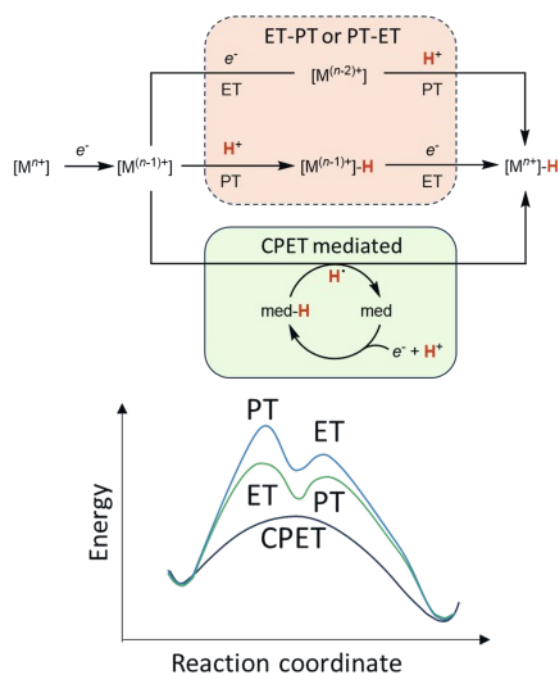 ET-PT or PT-ET
e⁻ [M⁽ⁿ⁻²⁾⁺] H⁺
ET PT
[Mⁿ⁺] e⁻ [M⁽ⁿ⁻¹⁾⁺] H⁺ [M⁽ⁿ⁻¹⁾⁺]-H e⁻ [Mⁿ⁺]-H
PT ET
CPET mediated
H•
med-H med
e⁻ + H⁺
PT
ET
ET PT
CPET
Energy
Reaction coordinate